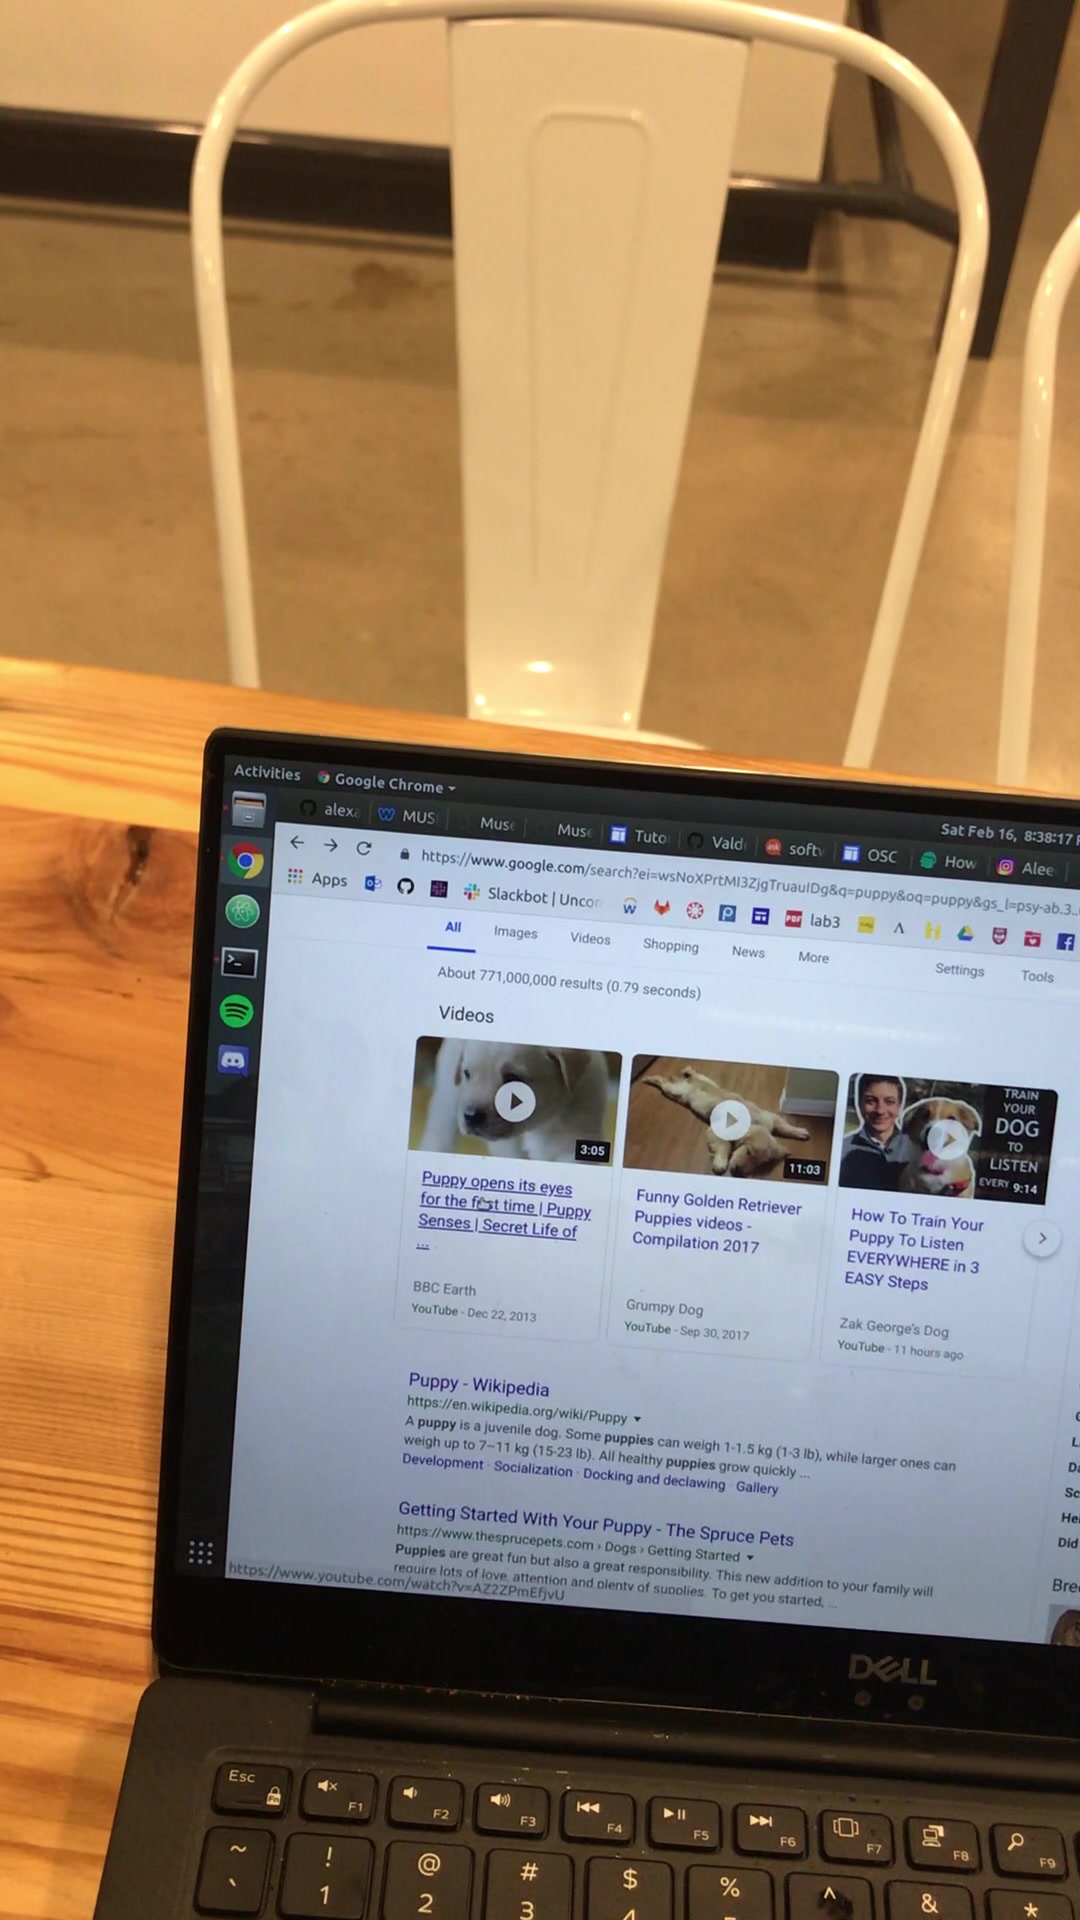 Activities
Google Chrome
Sat Feb 16, 8:38:17
alexa
MUS
Muse
Muse
Tuto
Vald
softw
OSC
How
Alee
https://www.google.com/search?ei=wsNoXPrtMI3ZjgTruauIDg&q=puppy&oq=puppy&gs_l=psy-ab.3..
Apps
Slackbot | Uncor
lab3
All
Images
Videos
Shopping
News
More
Settings
Tools
About 771,000,000 results (0.79 seconds)
Videos
3:05
11:03
TRAIN
YOUR
DOG
TO
LISTEN
EVERY
9:14
Puppy opens its eyes
for the first time | Puppy
Senses | Secret Life of
...
BBC Earth
YouTube - Dec 22, 2013
Funny Golden Retriever
Puppies videos -
Compilation 2017
Grumpy Dog
YouTube - Sep 30, 2017
How To Train Your
Puppy To Listen
EVERYWHERE in 3
EASY Steps
Zak George's Dog
YouTube - 11 hours ago
Puppy - Wikipedia
https://en.wikipedia.org/wiki/Puppy
A puppy is a juvenile dog. Some puppies can weigh 1-1.5 kg (1-3 lb), while larger ones can
weigh up to 7–11 kg (15-23 lb). All healthy puppies grow quickly ...
Development · Socialization · Docking and declawing · Gallery
Getting Started With Your Puppy - The Spruce Pets
https://www.thesprucepets.com › Dogs › Getting Started
Puppies are great fun but also a great responsibility. This new addition to your family will
require lots of love, attention and plenty of supplies. To get you started, ...
https://www.youtube.com/watch?v=AZ2ZPmEfjvU
Sc
Did
Bre
DELL
Esc
Fn
F1
F2
F3
F4
F5
F6
F7
F8
F9
~
`
!
1
@
2
#
3
$
4
%
^
&
*